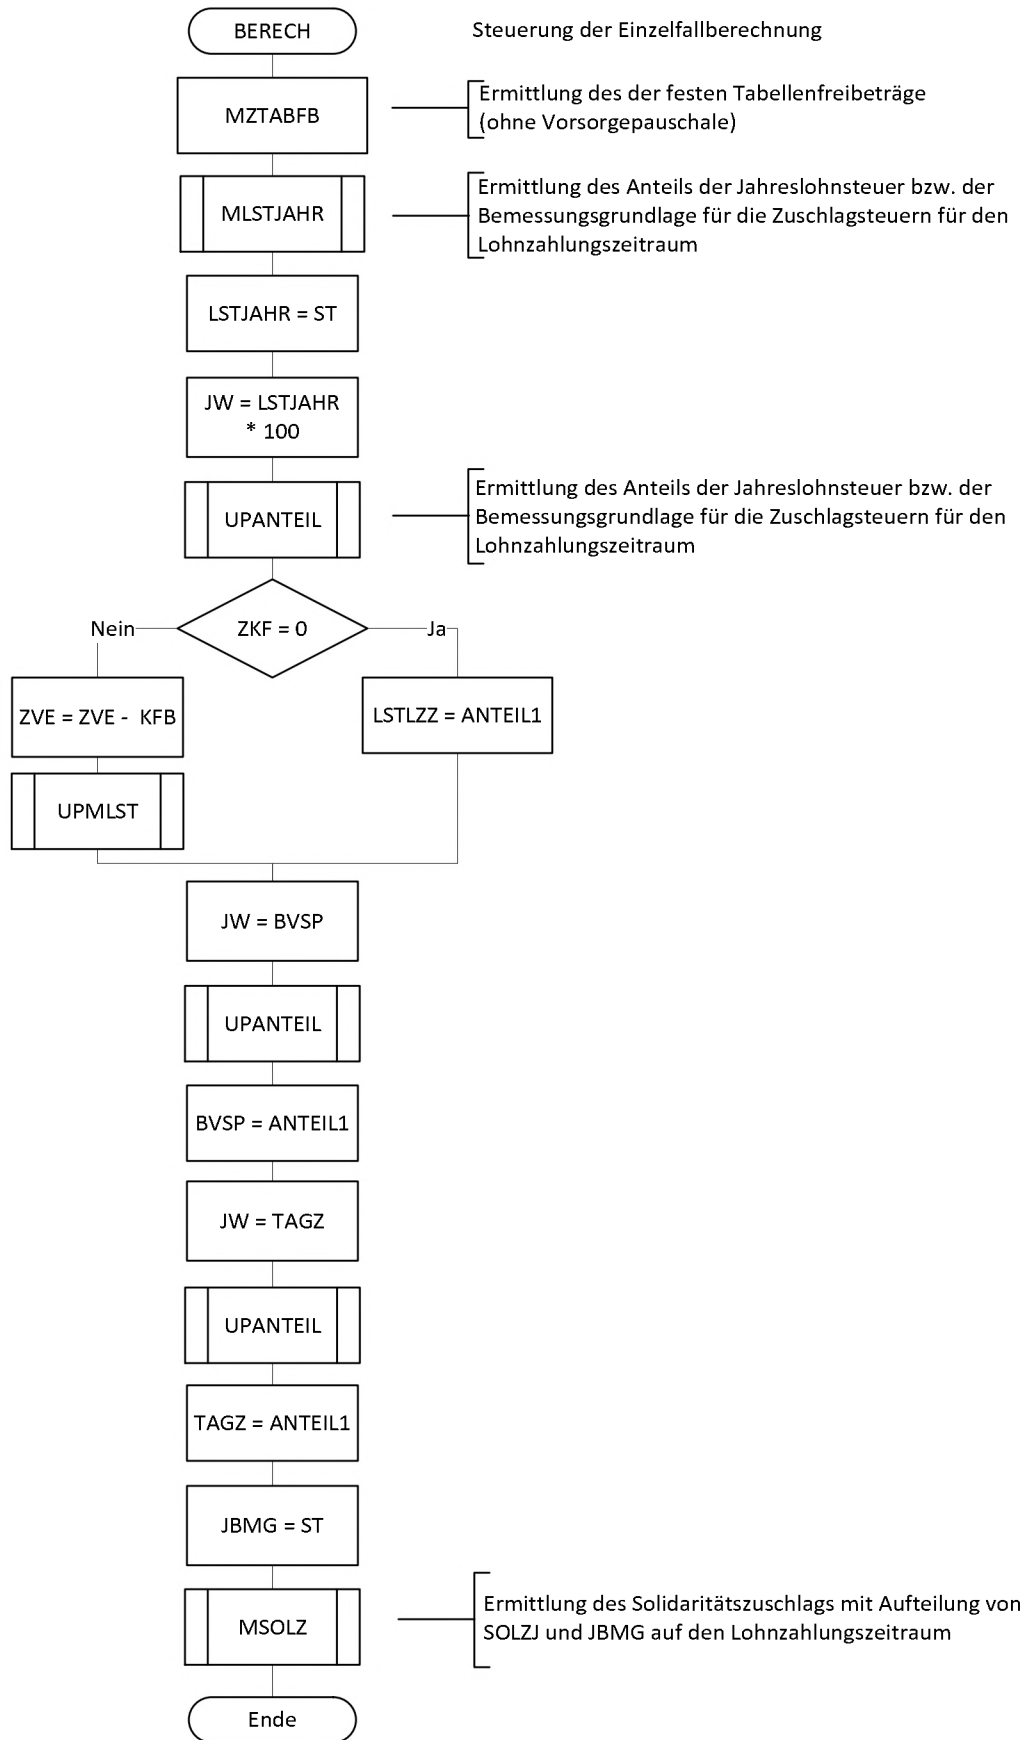 BERECH
Steuerung der Einzelfallberechnung
MZTABFB
Ermittlung des der festen Tabellenfreibeträge
(ohne Vorsorgepauschale)
MLSTJAHR
Ermittlung des Anteils der Jahreslohnsteuer bzw. der
Bemessungsgrundlage für die Zuschlagsteuern für den
Lohnzahlungszeitraum
LSTJAHR = ST
JW = LSTJAHR
* 100
UPANTEIL
Ermittlung des Anteils der Jahreslohnsteuer bzw. der
Bemessungsgrundlage für die Zuschlagsteuern für den
Lohnzahlungszeitraum
Nein
ZKF = 0
Ja
ZVE = ZVE - KFB
LSTLZZ = ANTEIL1
UPMLST
JW = BVSP
UPANTEIL
BVSP = ANTEIL1
JW = TAGZ
UPANTEIL
TAGZ = ANTEIL1
JBMG = ST
MSOLZ
Ermittlung des Solidaritätszuschlags mit Aufteilung von
SOLZJ und JBMG auf den Lohnzahlungszeitraum
Ende